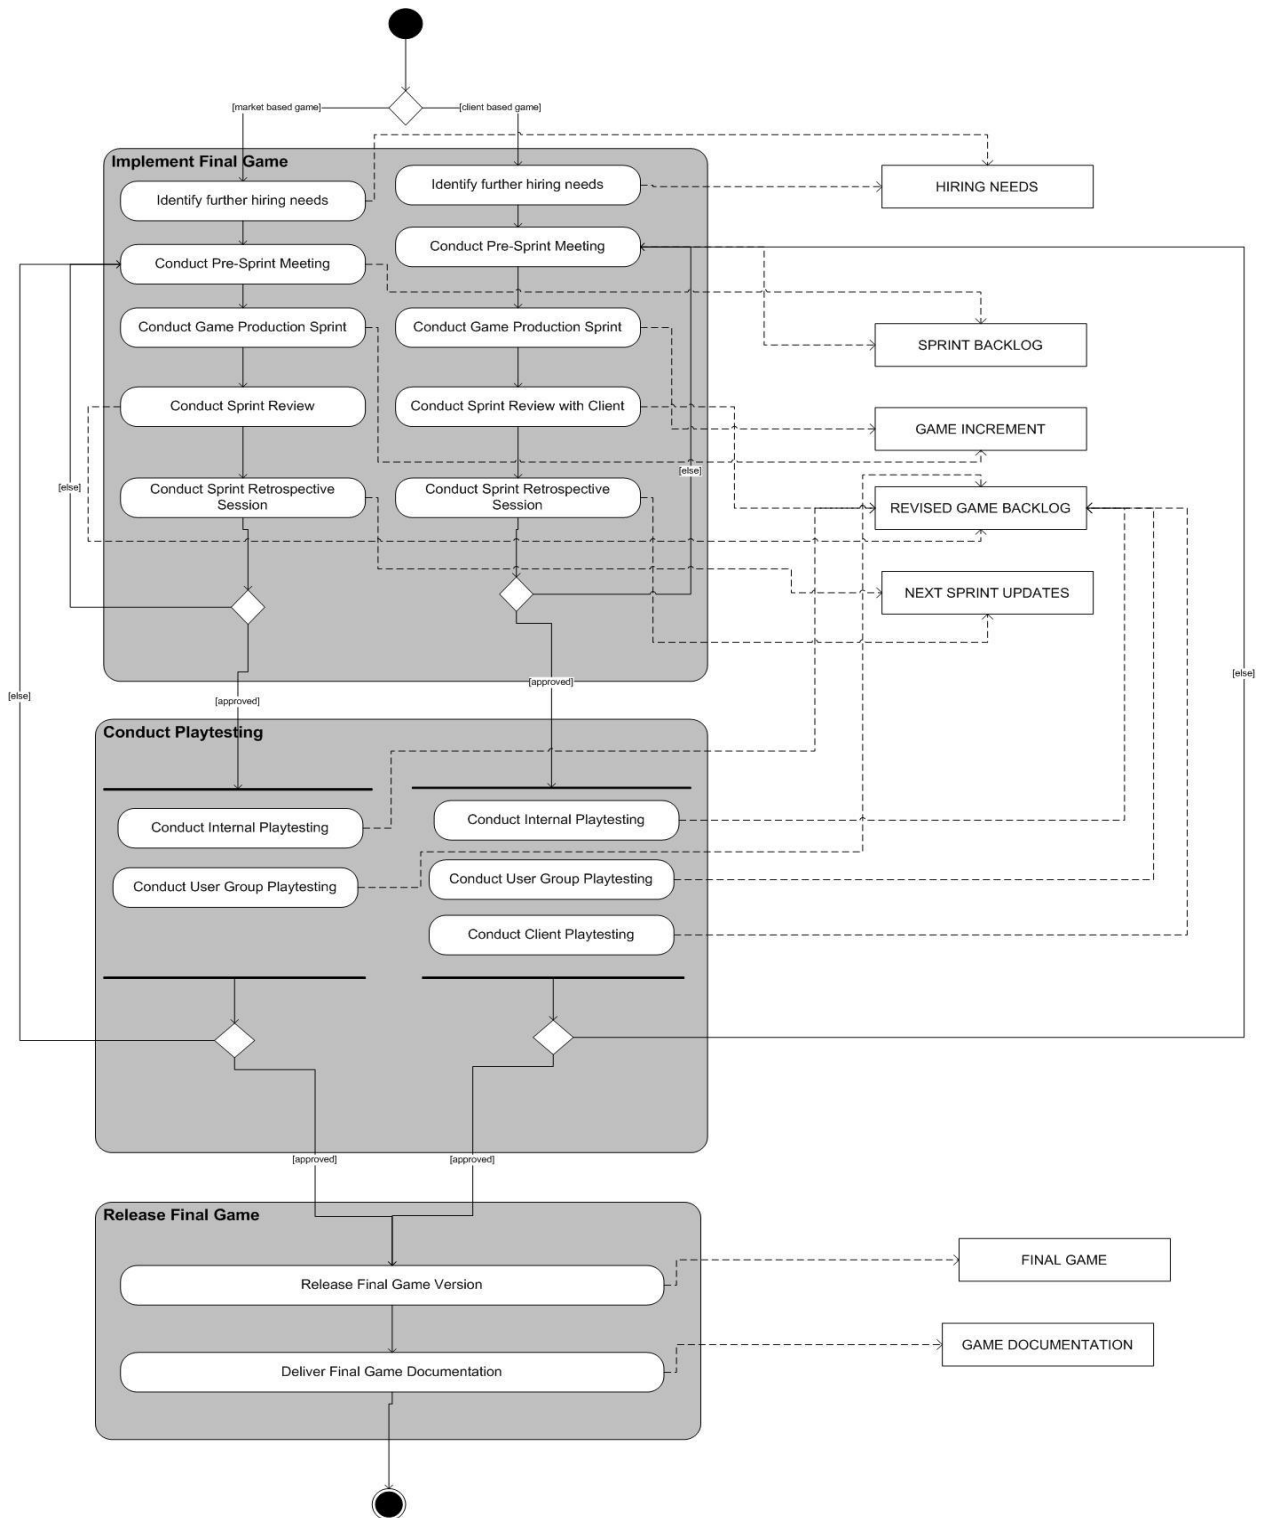 [market based game]
[client based game]
Implement Final Game
Identify further hiring needs
Identify further hiring needs
HIRING NEEDS
Conduct Pre-Sprint Meeting
Conduct Pre-Sprint Meeting
Conduct Game Production Sprint
Conduct Game Production Sprint
SPRINT BACKLOG
Conduct Sprint Review
Conduct Sprint Review with Client
GAME INCREMENT
[else]
[else]
Conduct Sprint Retrospective
Session
Conduct Sprint Retrospective
Session
REVISED GAME BACKLOG
NEXT SPRINT UPDATES
[else]
[approved]
[approved]
[else]
Conduct Playtesting
Conduct Internal Playtesting
Conduct Internal Playtesting
Conduct User Group Playtesting
Conduct User Group Playtesting
Conduct Client Playtesting
[approved]
[approved]
Release Final Game
Release Final Game Version
FINAL GAME
Deliver Final Game Documentation
GAME DOCUMENTATION